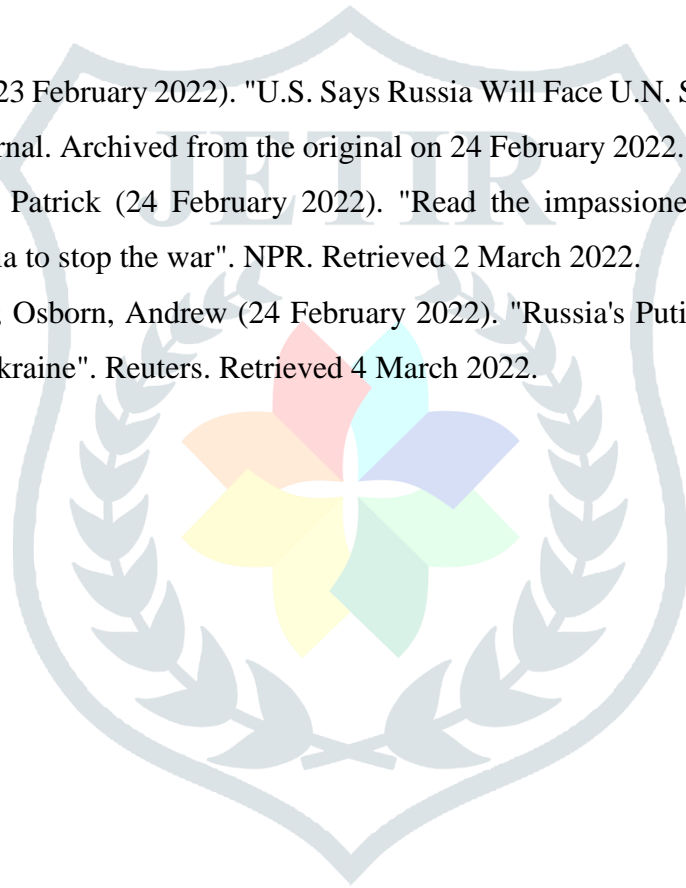 23 February 2022). "U.S. Says Russia Will Face U.N. S
rnal. Archived from the original on 24 February 2022.
Patrick (24 February 2022). "Read the impassione
ia to stop the war". NPR. Retrieved 2 March 2022.
, Osborn, Andrew (24 February 2022). "Russia's Puti
kraine". Reuters. Retrieved 4 March 2022.
JETIR